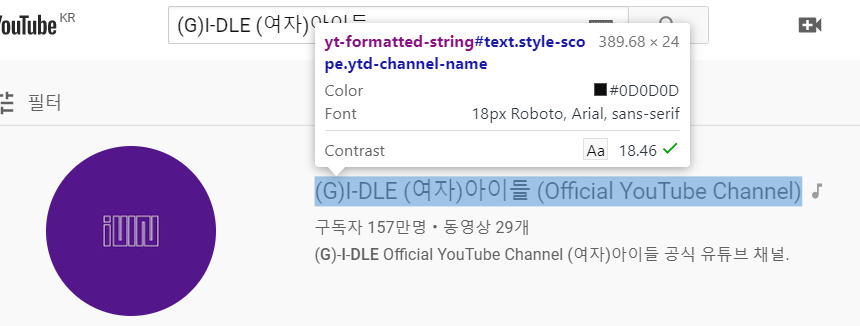 YouTube KR
(G)I-DLE (여자)아이들
yt-formatted-string#text.style-sco
pe.ytd-channel-name
389.68 × 24
Color
#0D0D0D
Font
18px Roboto, Arial, sans-serif
Contrast
Aa 18.46
필터
(G)I-DLE (여자)아이들 (Official YouTube Channel)
구독자 157만명 • 동영상 29개
(G)-I-DLE Official YouTube Channel (여자)아이들 공식 유튜브 채널.